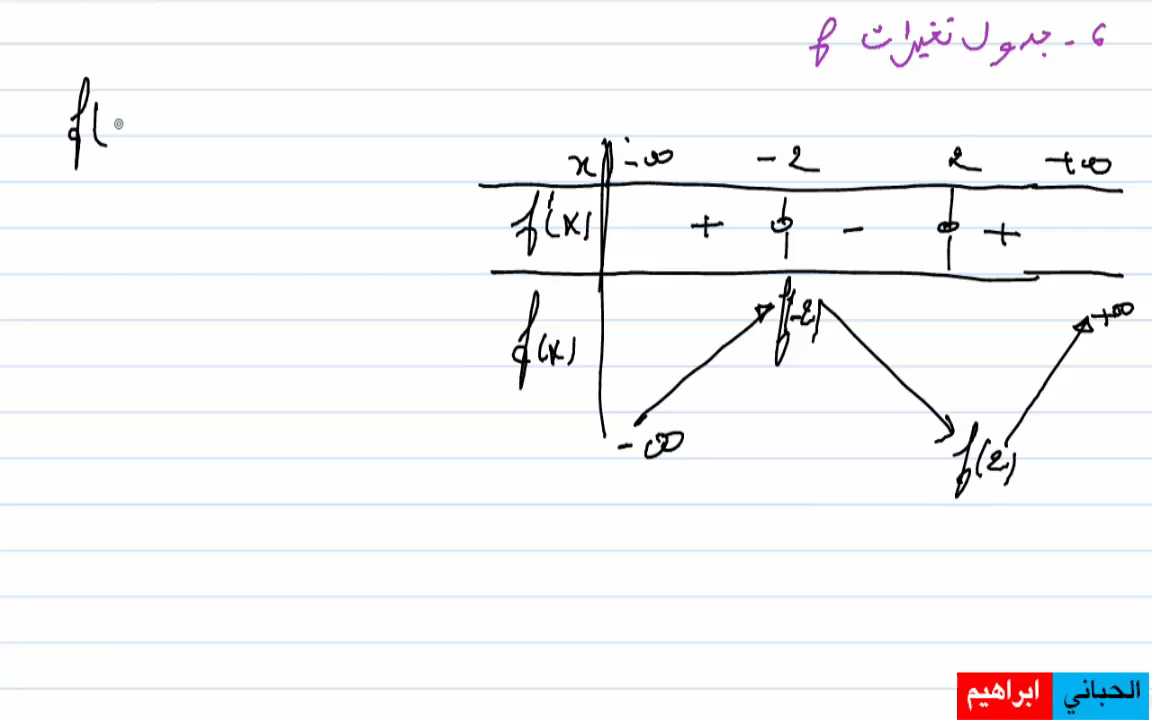 6 - جدول تغيرات f
f(
x -∞ -2 2 +∞
f'(x) + 0 - 0 +
f(x) -∞ f(-2) f(2) +∞
الحباني ابراهيم